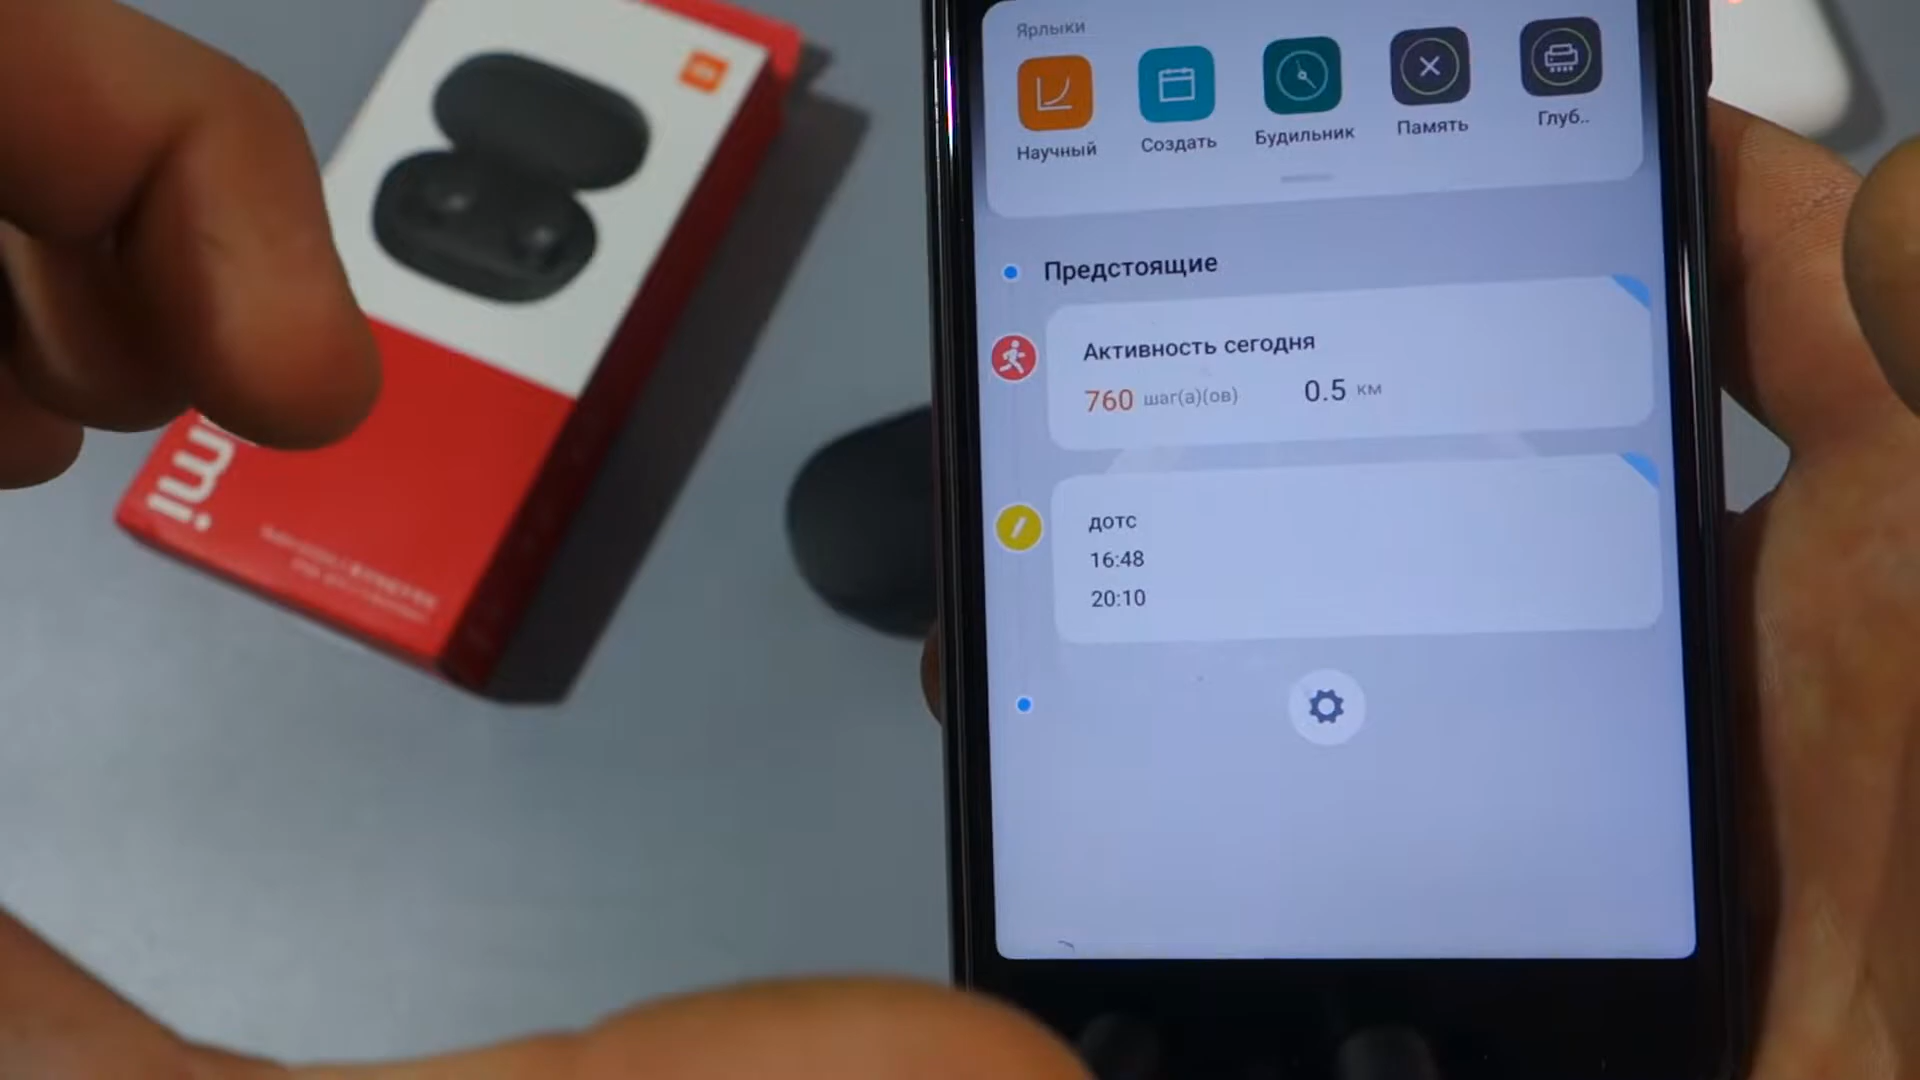 Ярлыки
Научный
Создать
Будильник
Память
Глуб..
Предстоящие
Активность сегодня
760 шаг(а)(ов) 0.5 км
дотс
16:48
20:10
mi